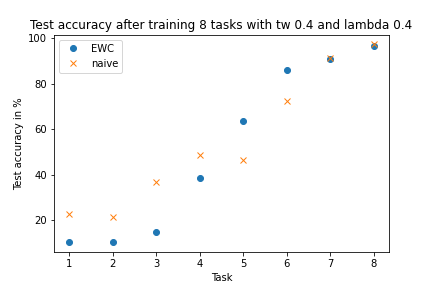 Test accuracy after training 8 tasks with tw 0.4 and lambda 0.4
EWC
naive
Test accuracy in %
100
80
60
40
20
1 2 3 4 5 6 7 8
Task